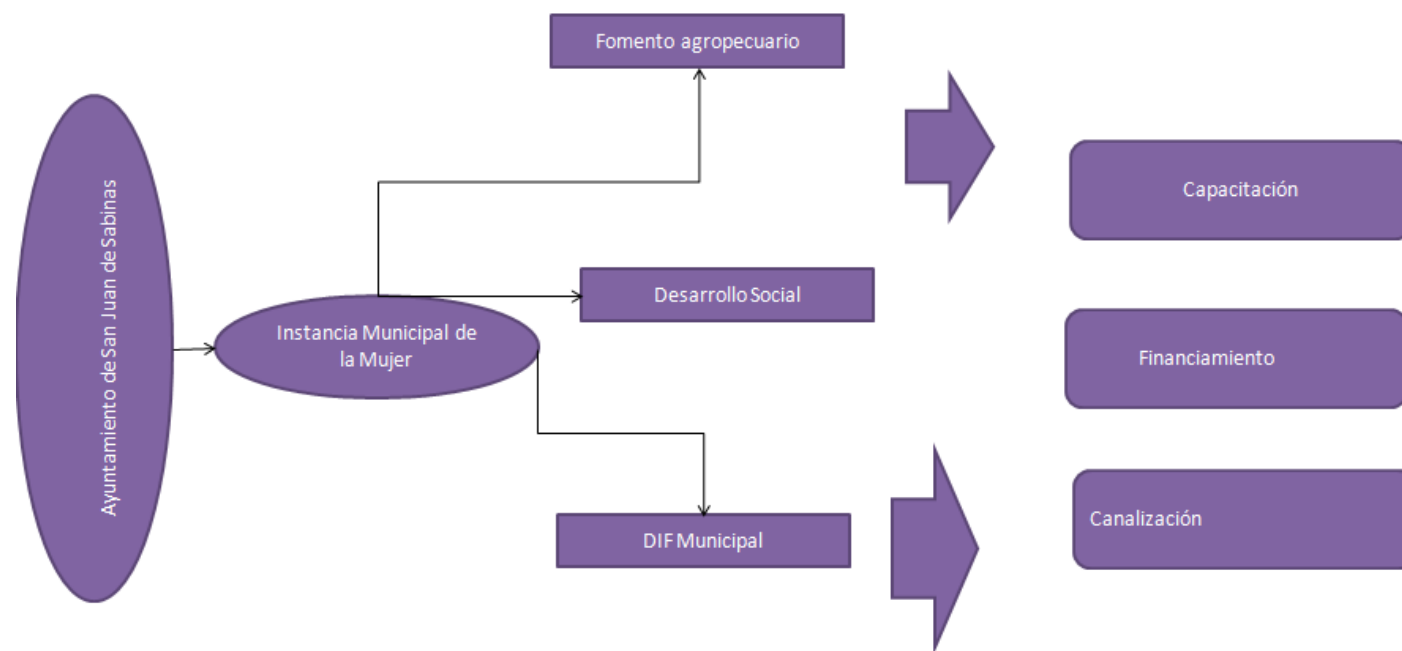 Ayuntamiento de San Juan de Sabinas
Instancia Municipal de
la Mujer
Fomento agropecuario
Desarrollo Social
DIF Municipal
Capacitación
Financiamiento
Canalización